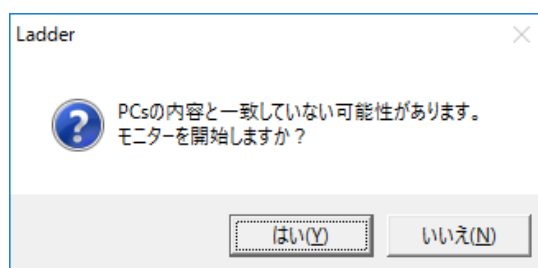 Ladder
PCsの内容と一致していない可能性があります。
モニターを開始しますか？
はい(Y)
いいえ(N)